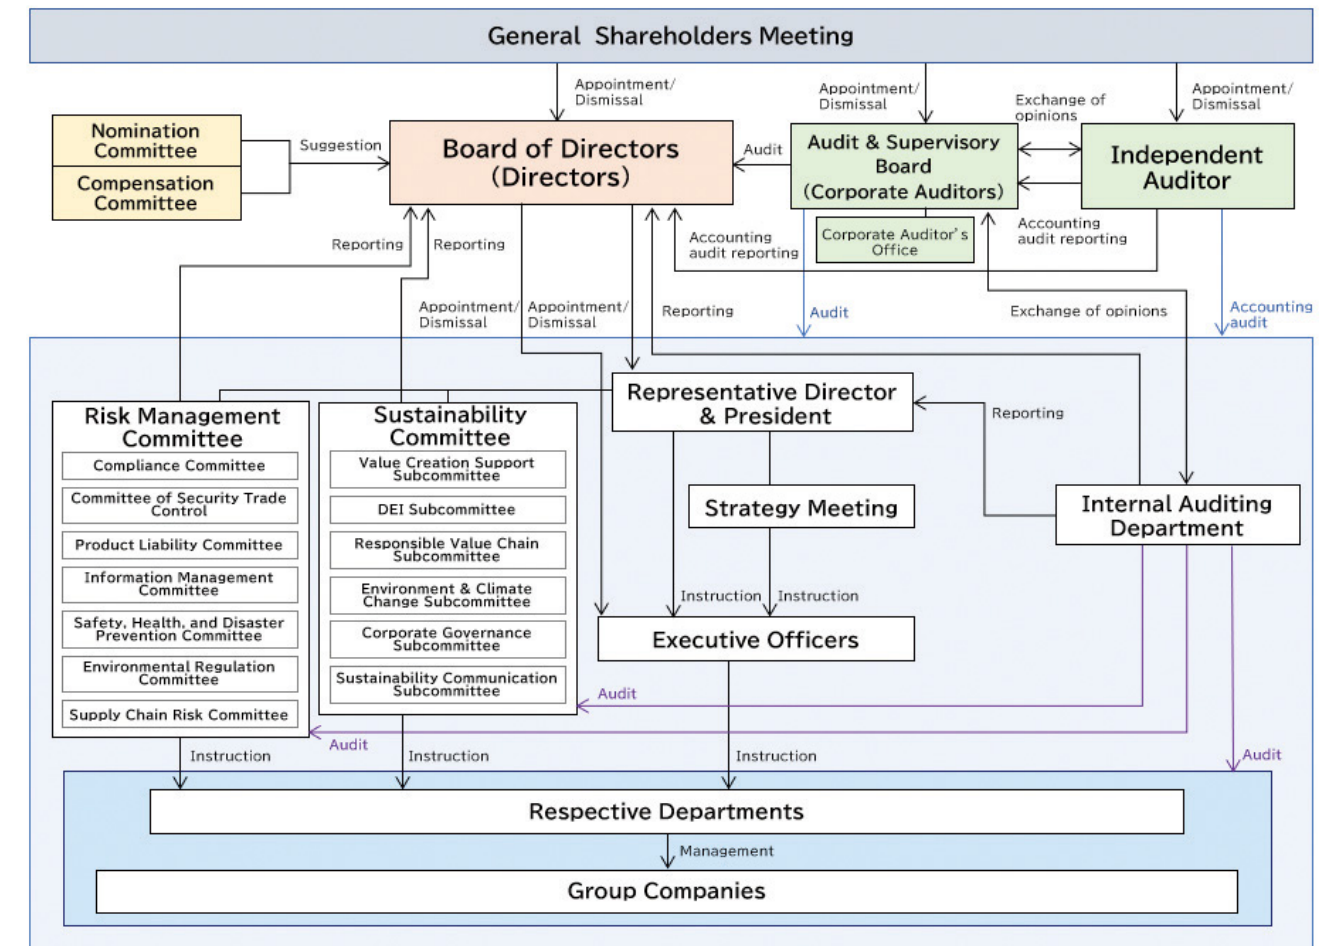 General Shareholders Meeting
Appointment/
Dismissal
Appointment/
Dismissal
Exchange of
opinions
Appointment/
Dismissal
Nomination
Committee
Compensation
Committee
Suggestion
Board of Directors
(Directors)
Audit
Audit & Supervisory
Board
(Corporate Auditors)
Independent
Auditor
Corporate Auditor's
Office
Reporting
Reporting
Accounting
audit reporting
Accounting
audit reporting
Appointment/
Dismissal
Appointment/
Dismissal
Reporting
Audit
Exchange of opinions
Accounting
audit
Risk Management
Committee
Compliance Committee
Committee of Security Trade
Control
Product Liability Committee
Information Management
Committee
Safety, Health, and Disaster
Prevention Committee
Environmental Regulation
Committee
Supply Chain Risk Committee
Sustainability
Committee
Value Creation Support
Subcommittee
DEI Subcommittee
Responsible Value Chain
Subcommittee
Environment & Climate
Change Subcommittee
Corporate Governance
Subcommittee
Sustainability Communication
Subcommittee
Representative Director
& President
Reporting
Strategy Meeting
Internal Auditing
Department
Instruction
Instruction
Executive Officers
Audit
Audit
Audit
Instruction
Instruction
Instruction
Respective Departments
Management
Group Companies